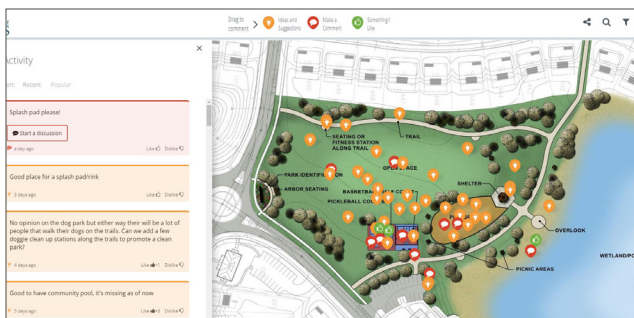 Drag to
comment
Ideas and
Suggestions
Make a
Comment
Something I
Like
Activity
Recent Popular
Splash pad please!
Start a discussion
a day ago Like Dislike
Good place for a splash pad/rink
3 days ago Like Dislike
No opinion on the dog park but either way their will be a lot of
people that walk their dogs on the trails. Can we add a few
doggie clean up stations along the trails to promote a clean
park?
4 days ago Like +1 Dislike
Good to have community pool, it's missing as of now
5 days ago Like +3 Dislike
SEATING OR
FITNESS STATION
ALONG TRAIL
TRAIL
PARK IDENTIFICATION
OPEN SPACE
ARBOR SEATING
BASKETBALL COURT
PICKLEBALL
SHELTER
OVERLOOK
PICNIC AREAS